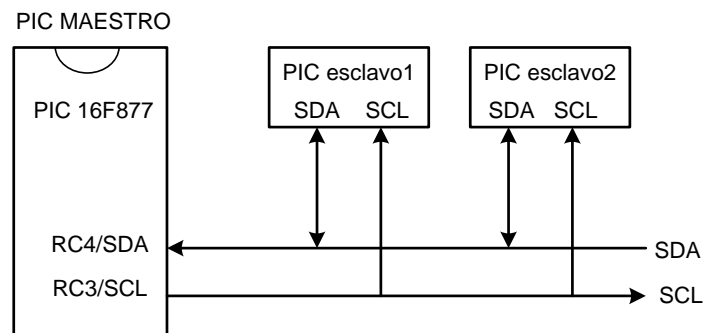 PIC MAESTRO
PIC 16F877
RC4/SDA
RC3/SCL
PIC esclavo1
SDA SCL
PIC esclavo2
SDA SCL
SDA
SCL